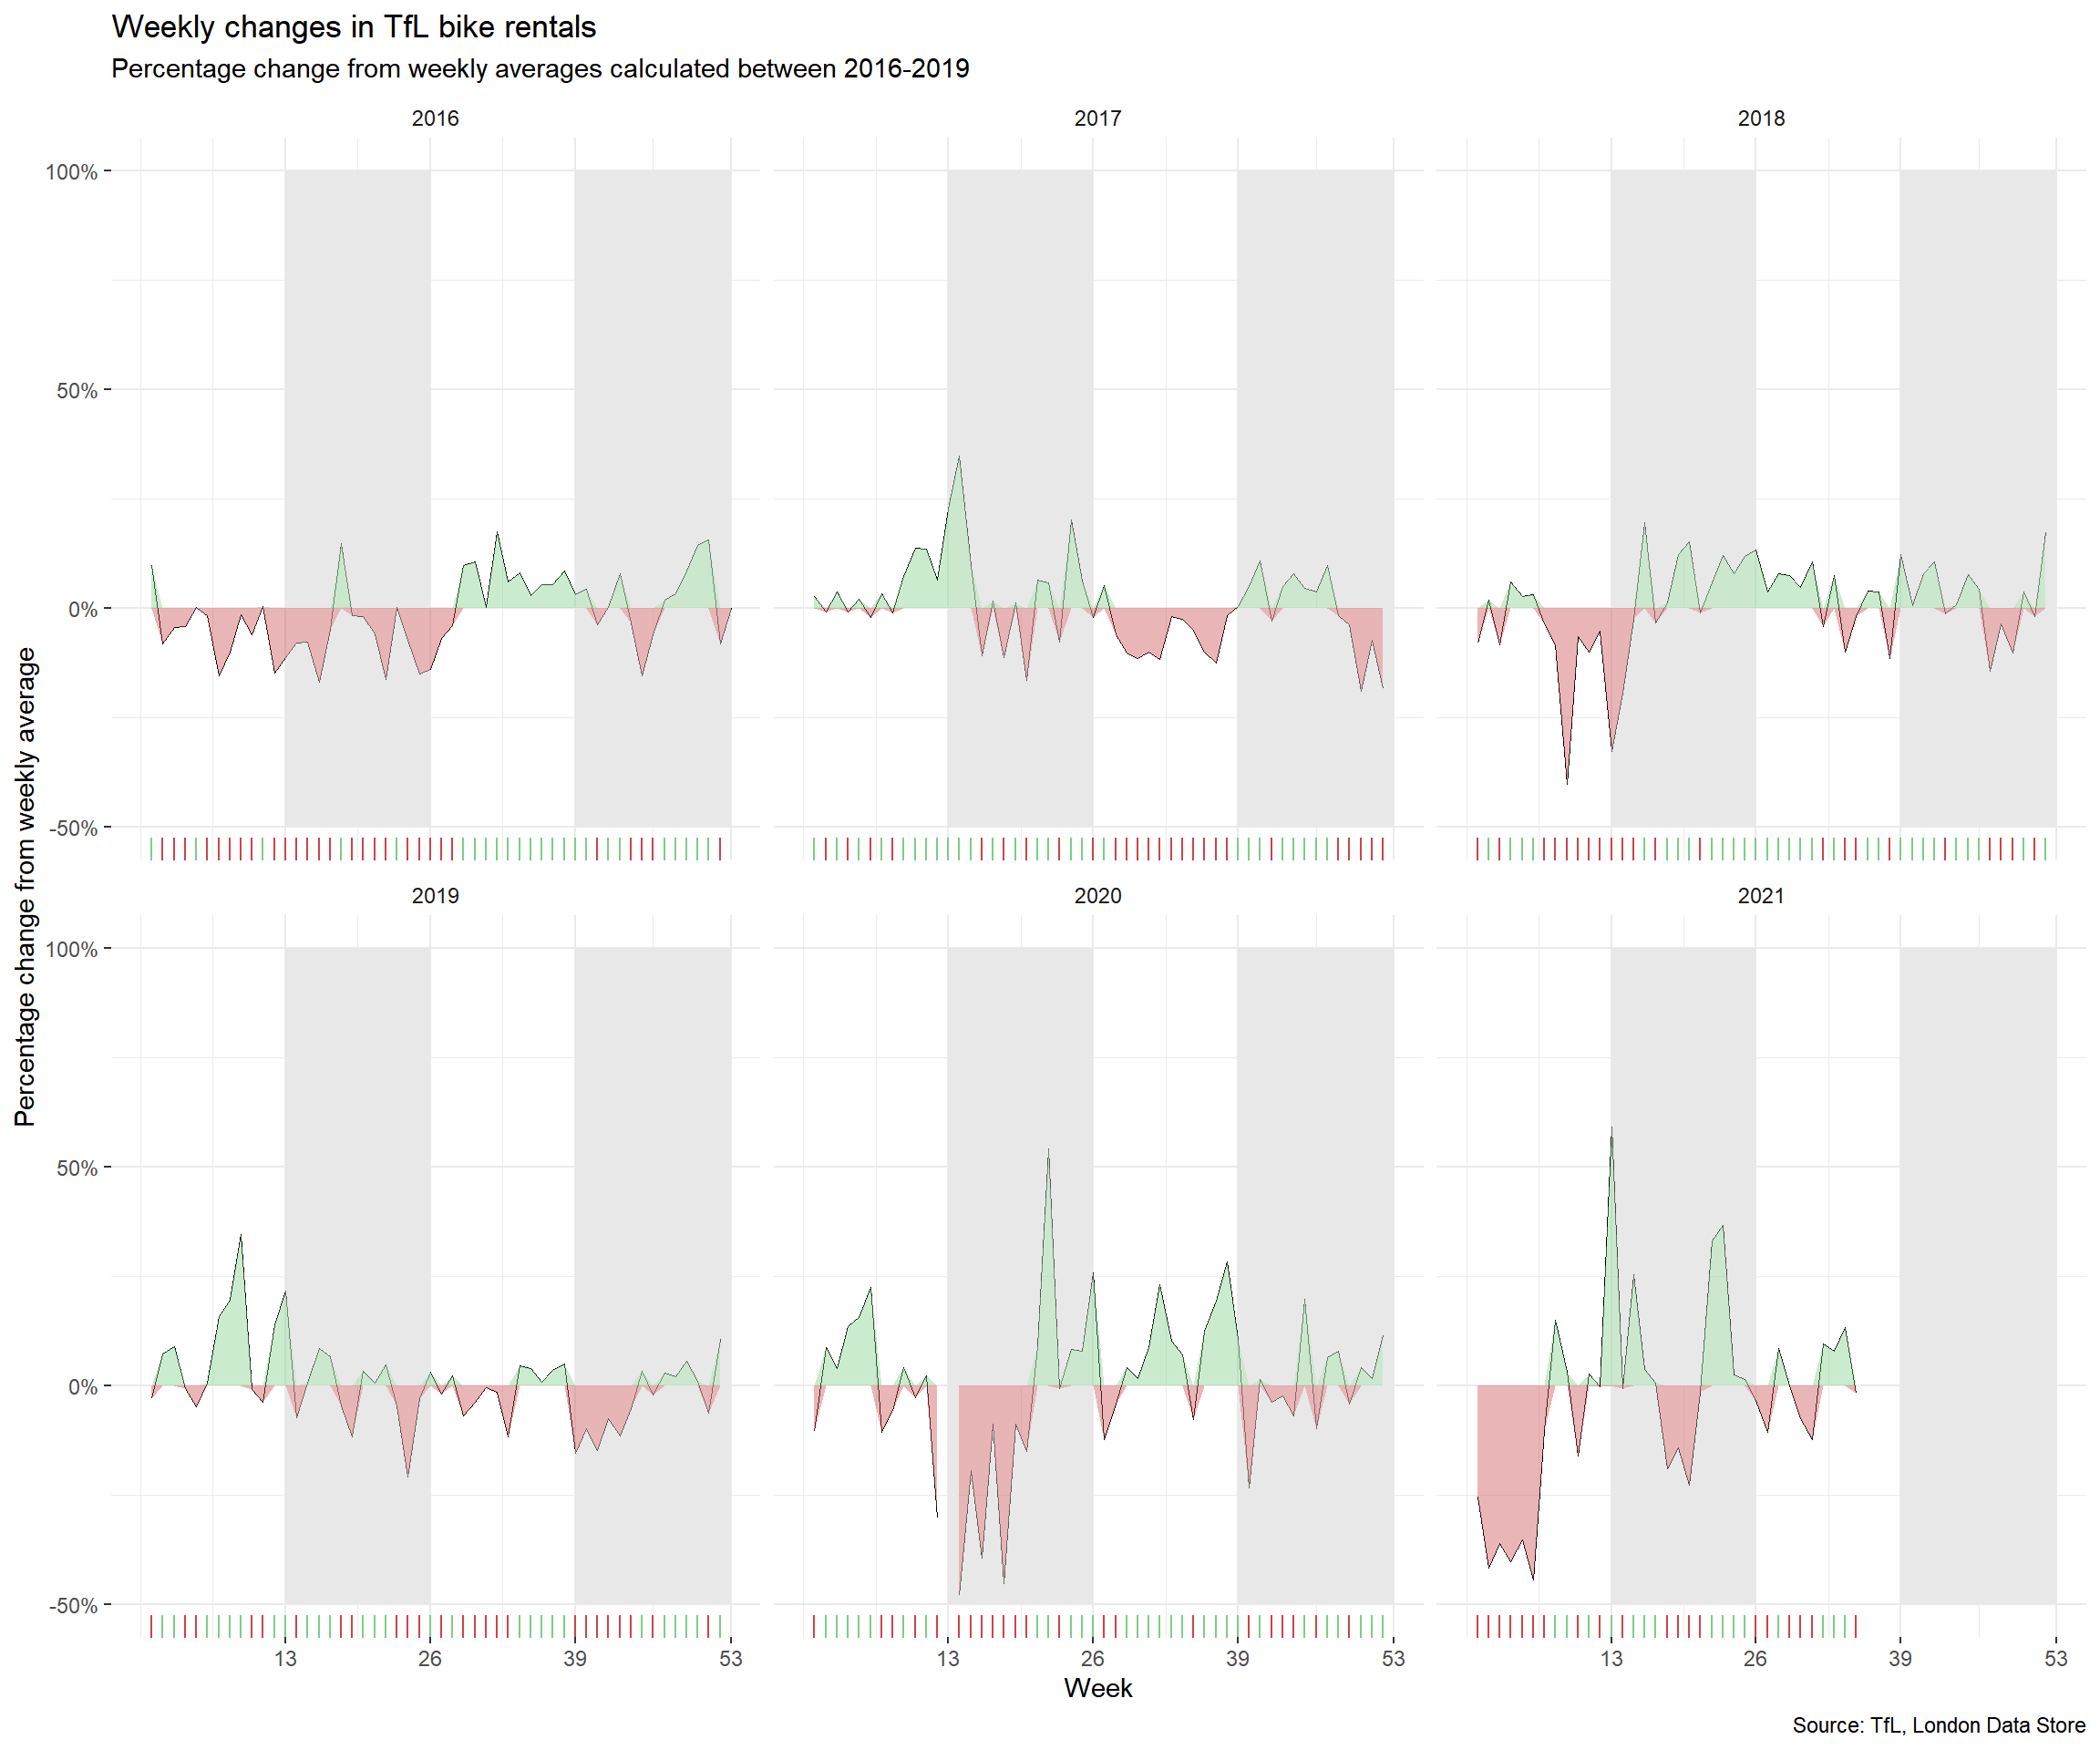 Weekly changes in TfL bike rentals
Percentage change from weekly averages calculated between 2016-2019
2016
2017
2018
100%
50%
0%
-50%
Percentage change from weekly average
2019
2020
2021
100%
50%
0%
-50%
13 26 39 53
13 26 39 53
13 26 39 53
Week
Source: TfL, London Data Store